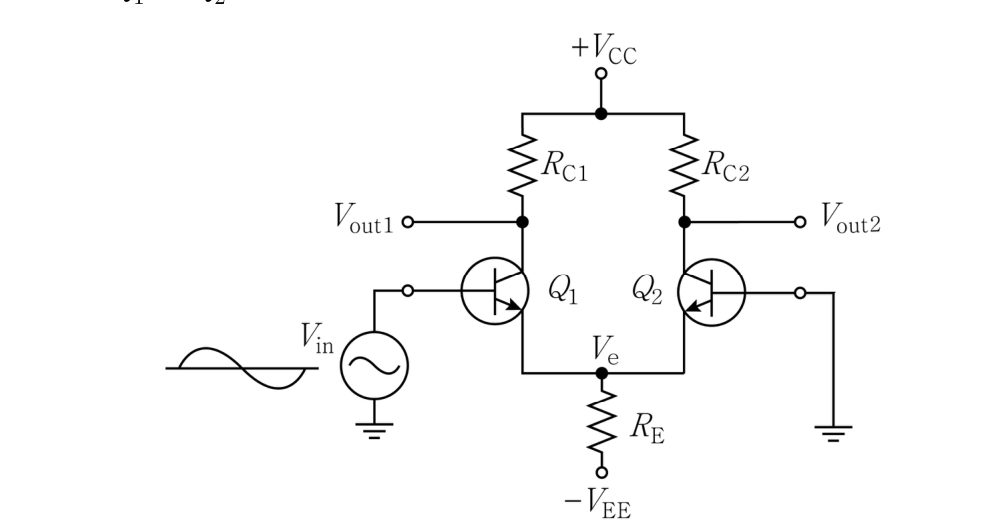 +V_CC
R_C1
R_C2
V_out1
V_out2
Q_1
Q_2
V_in
V_e
R_E
−V_EE